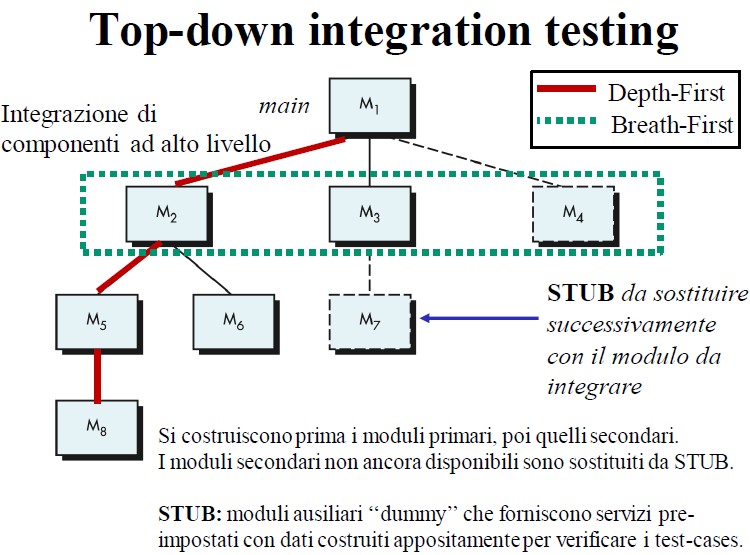 Top-down integration testing
Integrazione di
componenti ad alto livello
main
M1
Depth-First
Breath-First
M2
M3
M4
M5
M6
M7
STUB da sostituire
successivamente
con il modulo da
integrare
M8
Si costruiscono prima i moduli primari, poi quelli secondari.
I moduli secondari non ancora disponibili sono sostituiti da STUB.
STUB: moduli ausiliari “dummy” che forniscono servizi pre-
impostati con dati costruiti appositamente per verificare i test-cases.